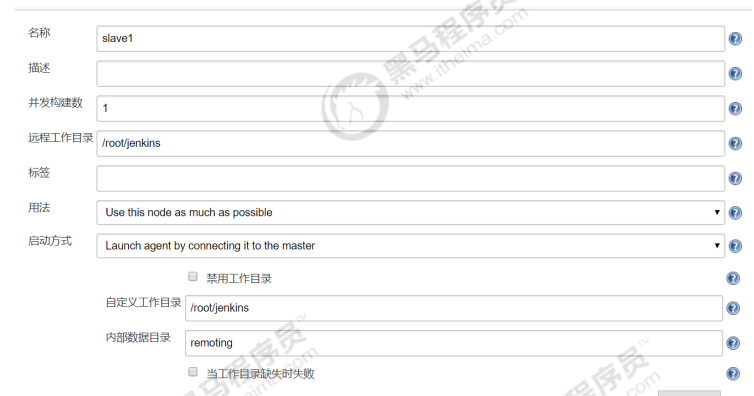 名称 slave1
描述
并发构建数 1
远程工作目录 /root/jenkins
标签
用法 Use this node as much as possible
启动方式 Launch agent by connecting it to the master
禁用工作目录
自定义工作目录 /root/jenkins
内部数据目录 remoting
当工作目录缺失时失败
黑马程序员™
www.itheima.com